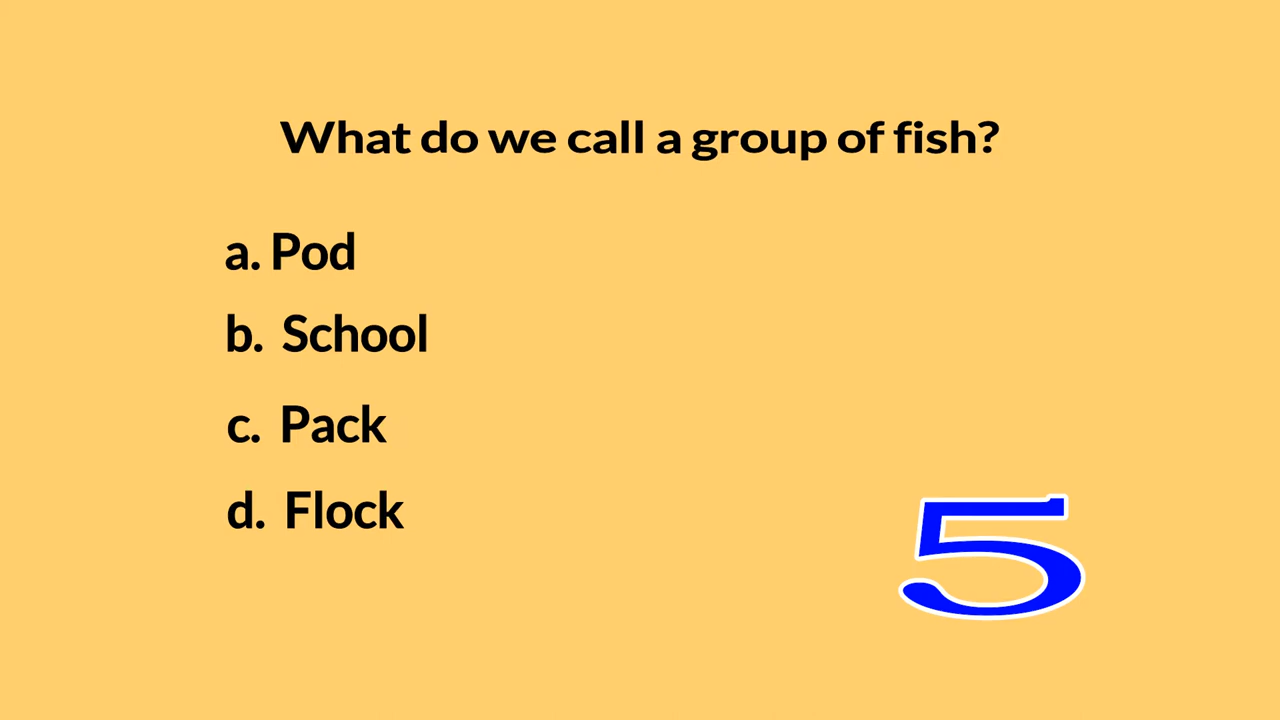 What do we call a group of fish?
a. Pod
b. School
c. Pack
d. Flock
5